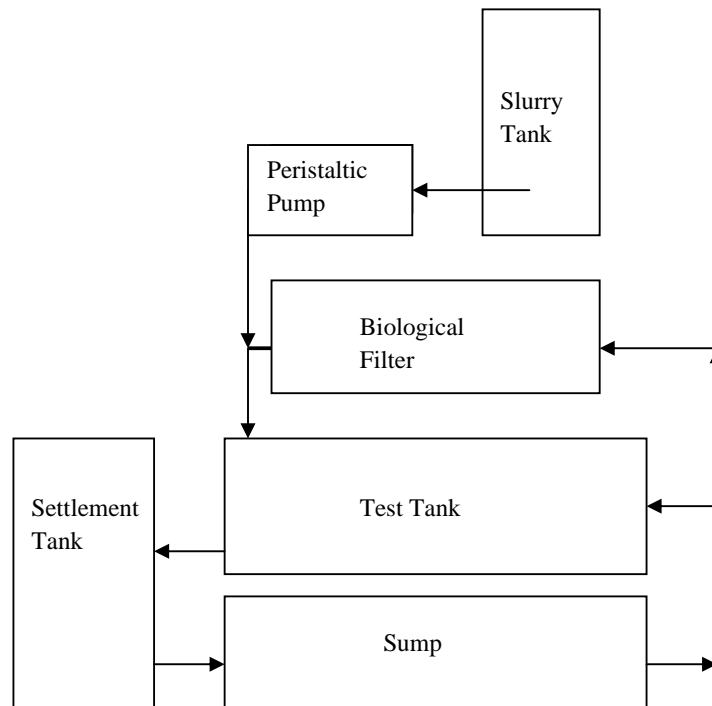 Slurry
Tank
Peristaltic
Pump
Biological
Filter
Settlement
Tank
Test Tank
Sump